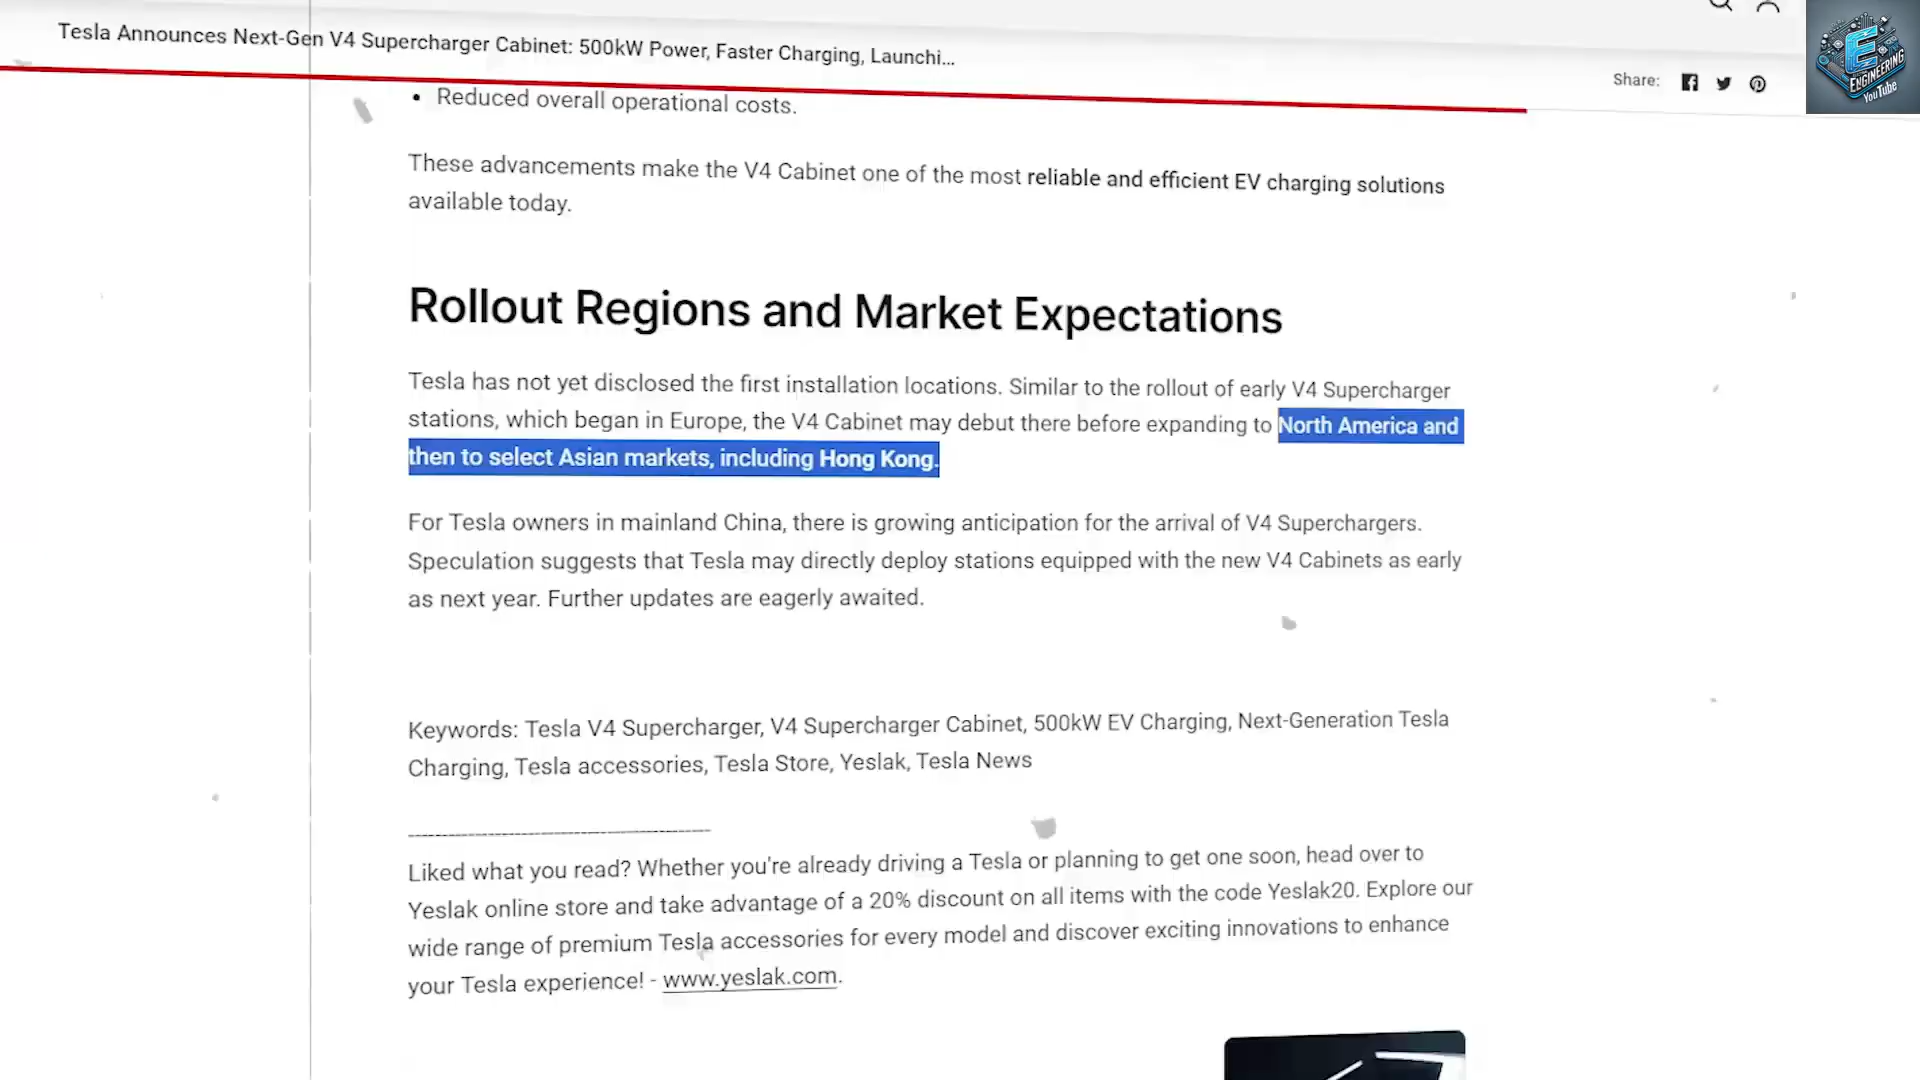 Tesla Announces Next-Gen V4 Supercharger Cabinet: 500kW Power, Faster Charging, Launchi...
Share:
E
ENGINEERING
YouTube
• Reduced overall operational costs.
These advancements make the V4 Cabinet one of the most reliable and efficient EV charging solutions
available today.
Rollout Regions and Market Expectations
Tesla has not yet disclosed the first installation locations. Similar to the rollout of early V4 Supercharger
stations, which began in Europe, the V4 Cabinet may debut there before expanding to North America and
then to select Asian markets, including Hong Kong.
For Tesla owners in mainland China, there is growing anticipation for the arrival of V4 Superchargers.
Speculation suggests that Tesla may directly deploy stations equipped with the new V4 Cabinets as early
as next year. Further updates are eagerly awaited.
Keywords: Tesla V4 Supercharger, V4 Supercharger Cabinet, 500kW EV Charging, Next-Generation Tesla
Charging, Tesla accessories, Tesla Store, Yeslak, Tesla News
Liked what you read? Whether you're already driving a Tesla or planning to get one soon, head over to
Yeslak online store and take advantage of a 20% discount on all items with the code Yeslak20. Explore our
wide range of premium Tesla accessories for every model and discover exciting innovations to enhance
your Tesla experience! - www.yeslak.com.